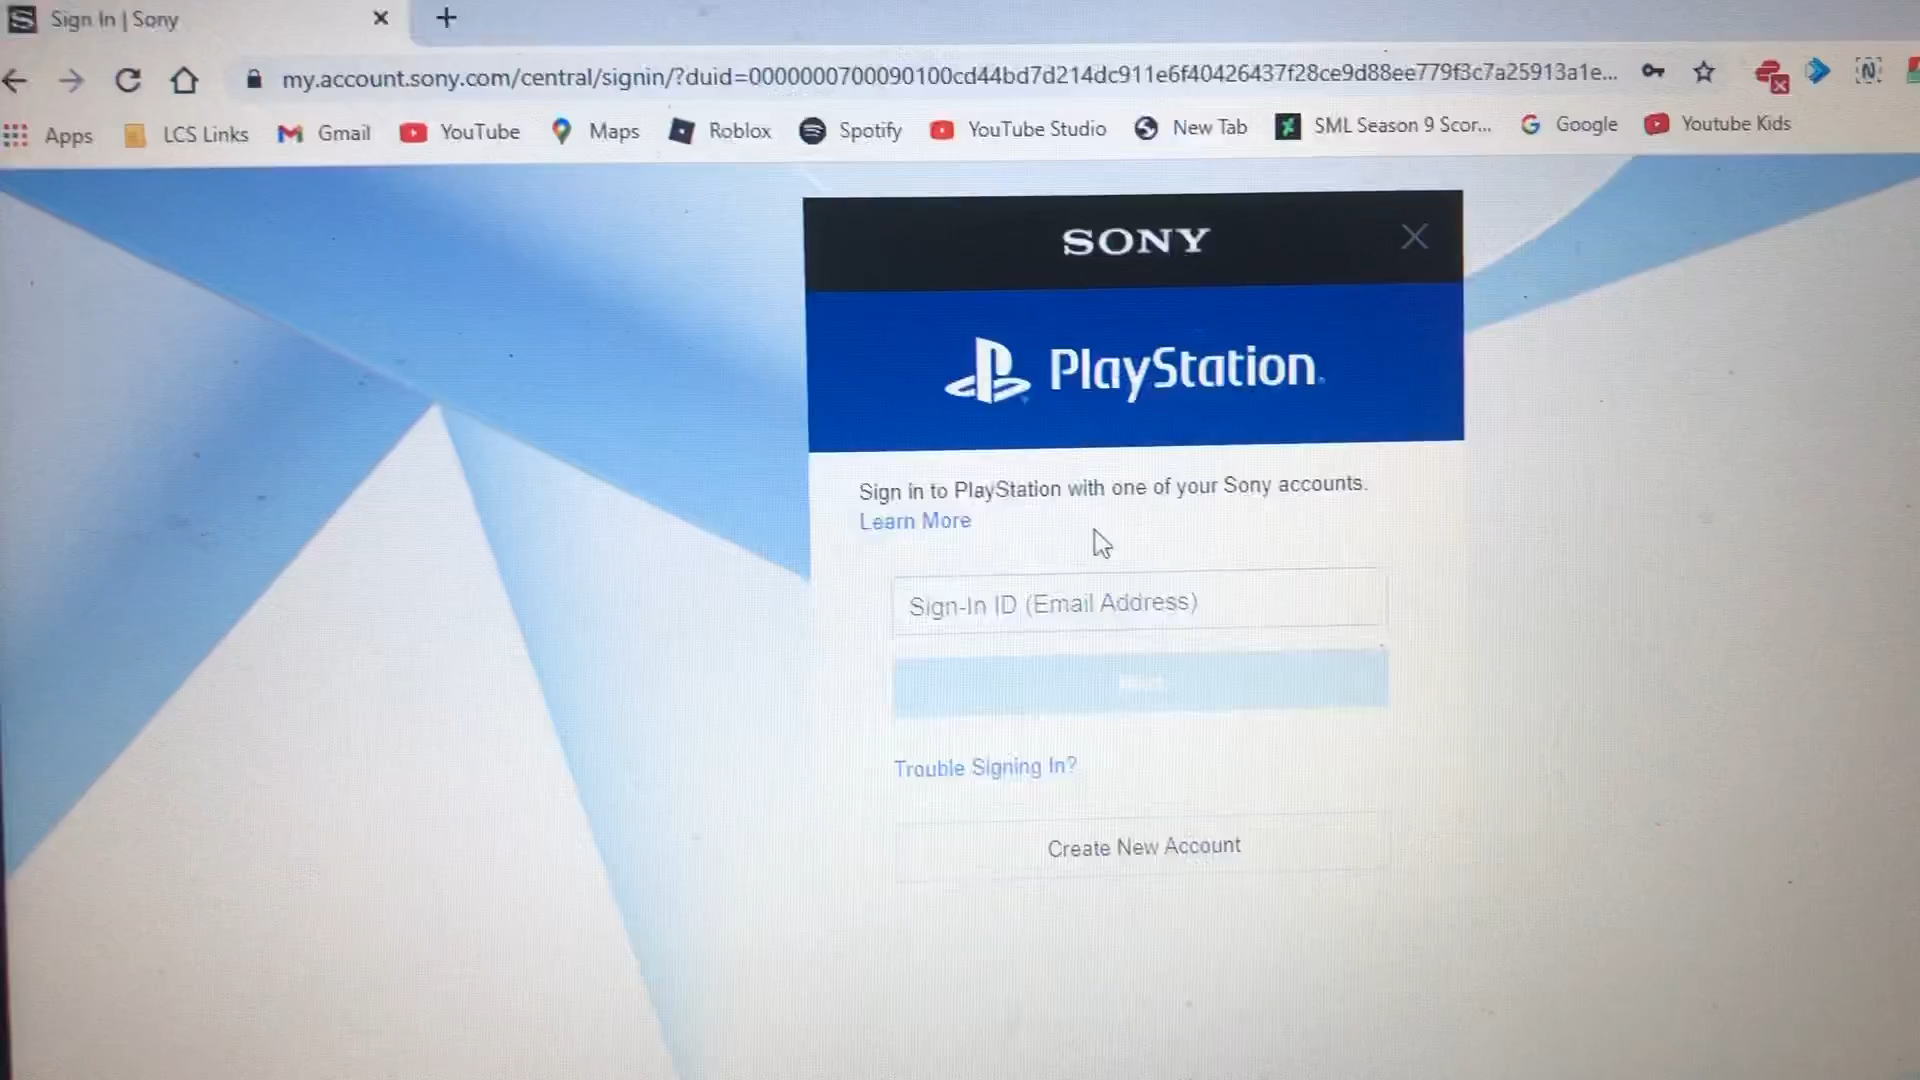 Sign In | Sony
my.account.sony.com/central/signin/?duid=0000000700090100cd44bd7d214dc911e6f40426437f28ce9d88ee779f3c7a25913a1e...
Apps LCS Links Gmail YouTube Maps Roblox Spotify YouTube Studio New Tab SML Season 9 Scor... Google Youtube Kids
SONY
PlayStation
Sign in to PlayStation with one of your Sony accounts.
Learn More
Sign-In ID (Email Address)
Trouble Signing In?
Create New Account